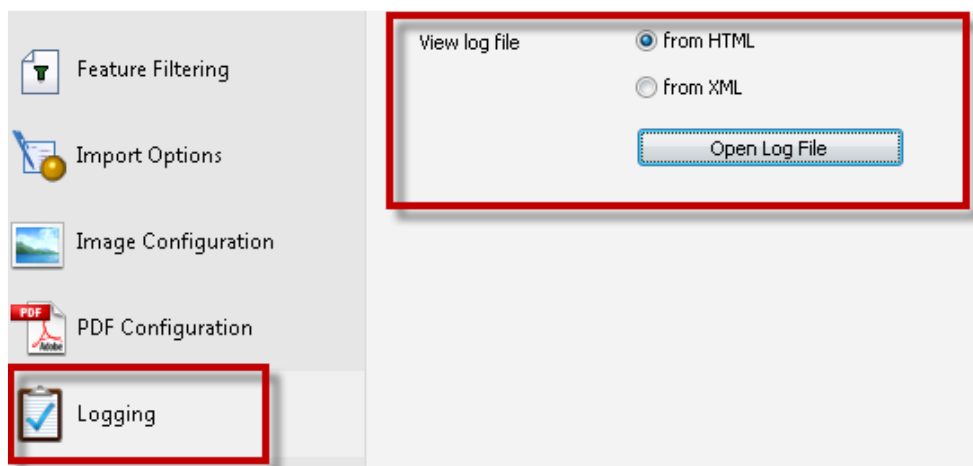 Feature Filtering
Import Options
Image Configuration
PDF
Adobe
PDF Configuration
Logging
View log file
from HTML
from XML
Open Log File